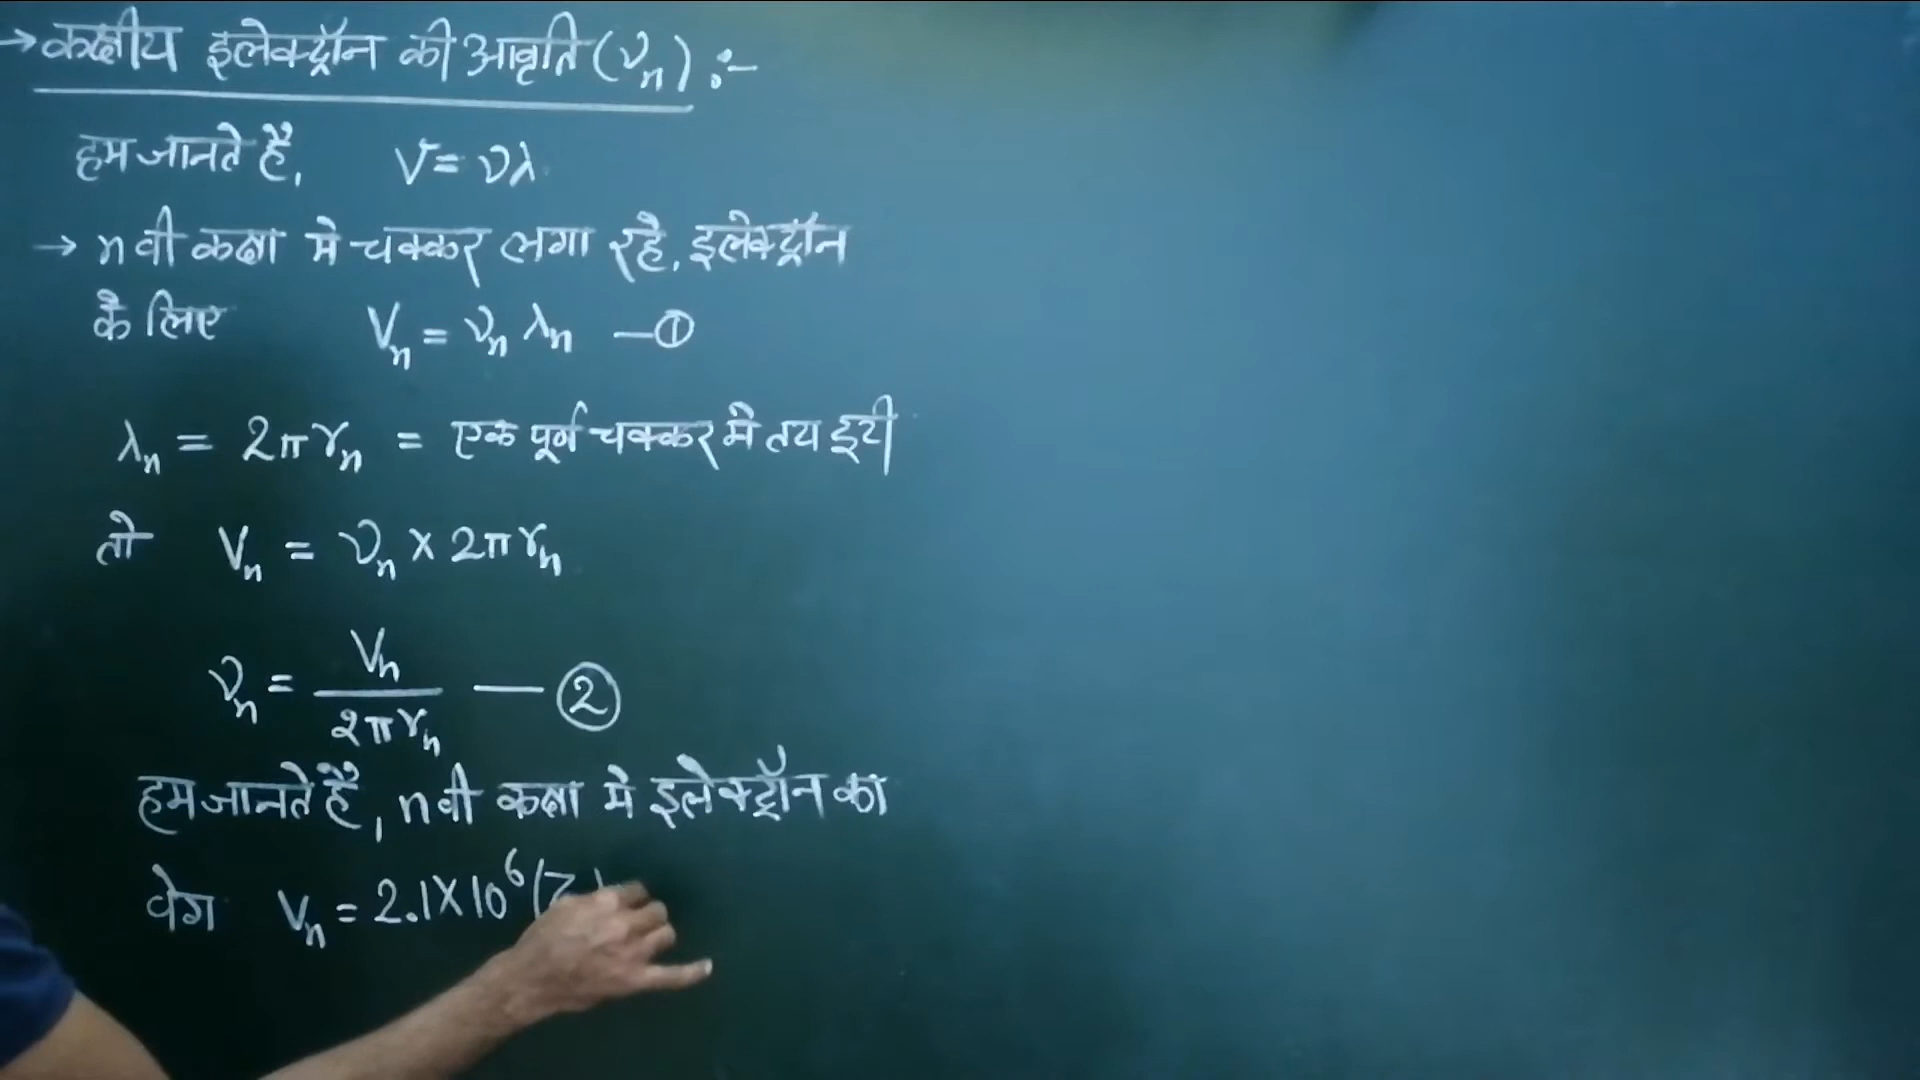 → कक्षीय इलेक्ट्रॉन की आवृति (νn) :-
हम जानते हैं, V = νλ
→ n वी कक्षा मे चक्कर लगा रहे, इलेक्ट्रॉन
के लिए Vn = νn λn — ①
λn = 2πrn = एक पूर्ण चक्कर मे तय दूरी
तो Vn = νn × 2πrn
νn = Vn / 2πrn — ②
हम जानते हैं, n वी कक्षा मे इलेक्ट्रॉन का
वेग Vn = 2.1×10⁶ (Z